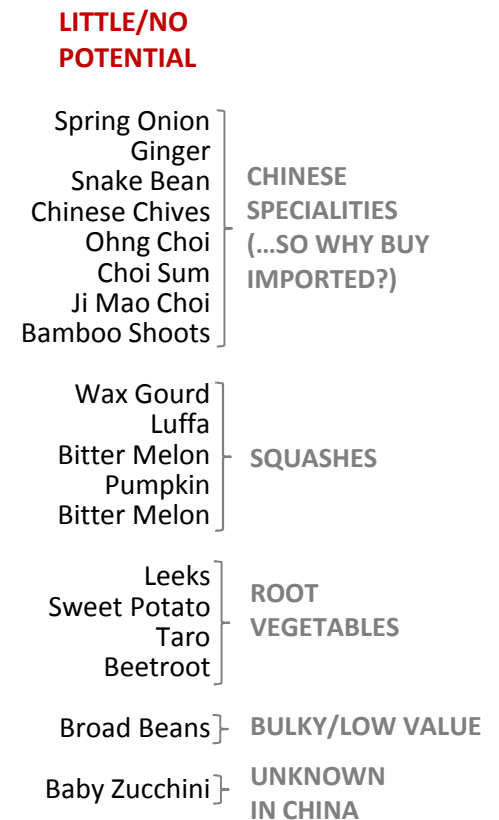 LITTLE/NO
POTENTIAL
Spring Onion
Ginger
Snake Bean
Chinese Chives
Ohng Choi
Choi Sum
Ji Mao Choi
Bamboo Shoots
CHINESE
SPECIALITIES
(...SO WHY BUY
IMPORTED?)
Wax Gourd
Luffa
Bitter Melon
Pumpkin
Bitter Melon
SQUASHES
Leeks
Sweet Potato
Taro
Beetroot
ROOT
VEGETABLES
Broad Beans
BULKY/LOW VALUE
Baby Zucchini
UNKNOWN
IN CHINA